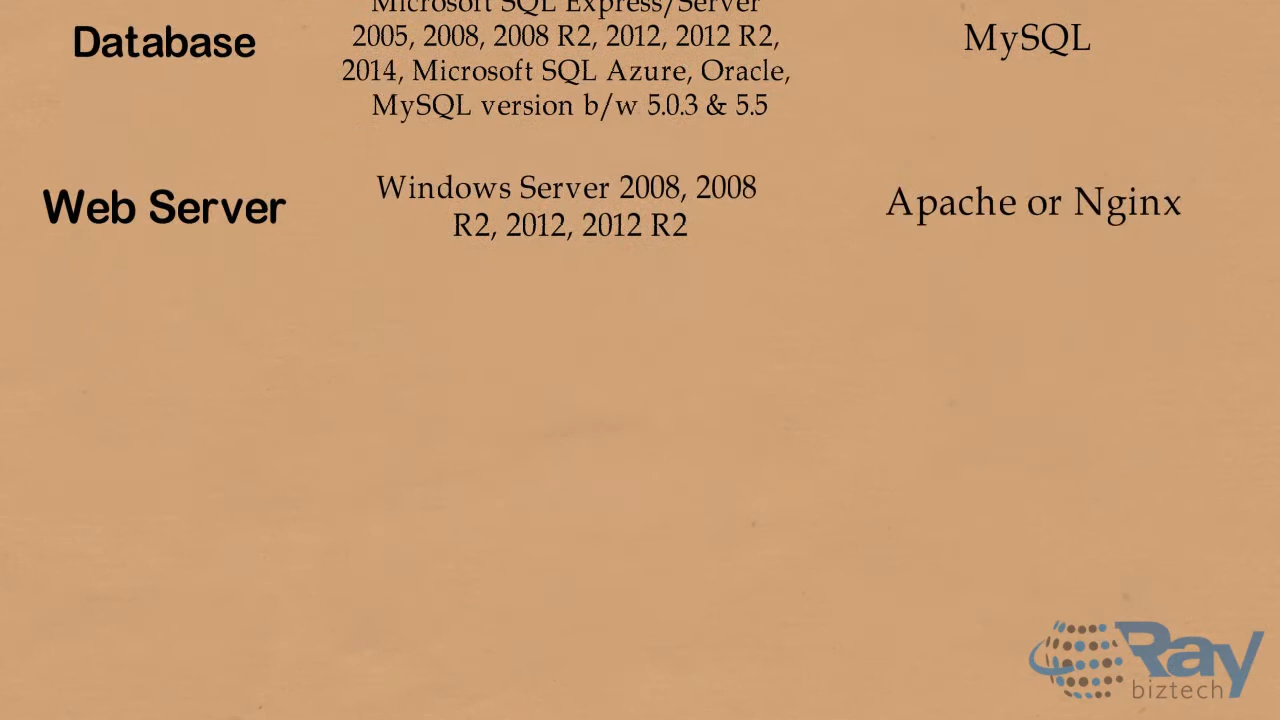 Microsoft SQL Express/Server
Database
2005, 2008, 2008 R2, 2012, 2012 R2,
2014, Microsoft SQL Azure, Oracle,
MySQL version b/w 5.0.3 & 5.5
MySQL
Web Server
Windows Server 2008, 2008
R2, 2012, 2012 R2
Apache or Nginx
Ray
biztech